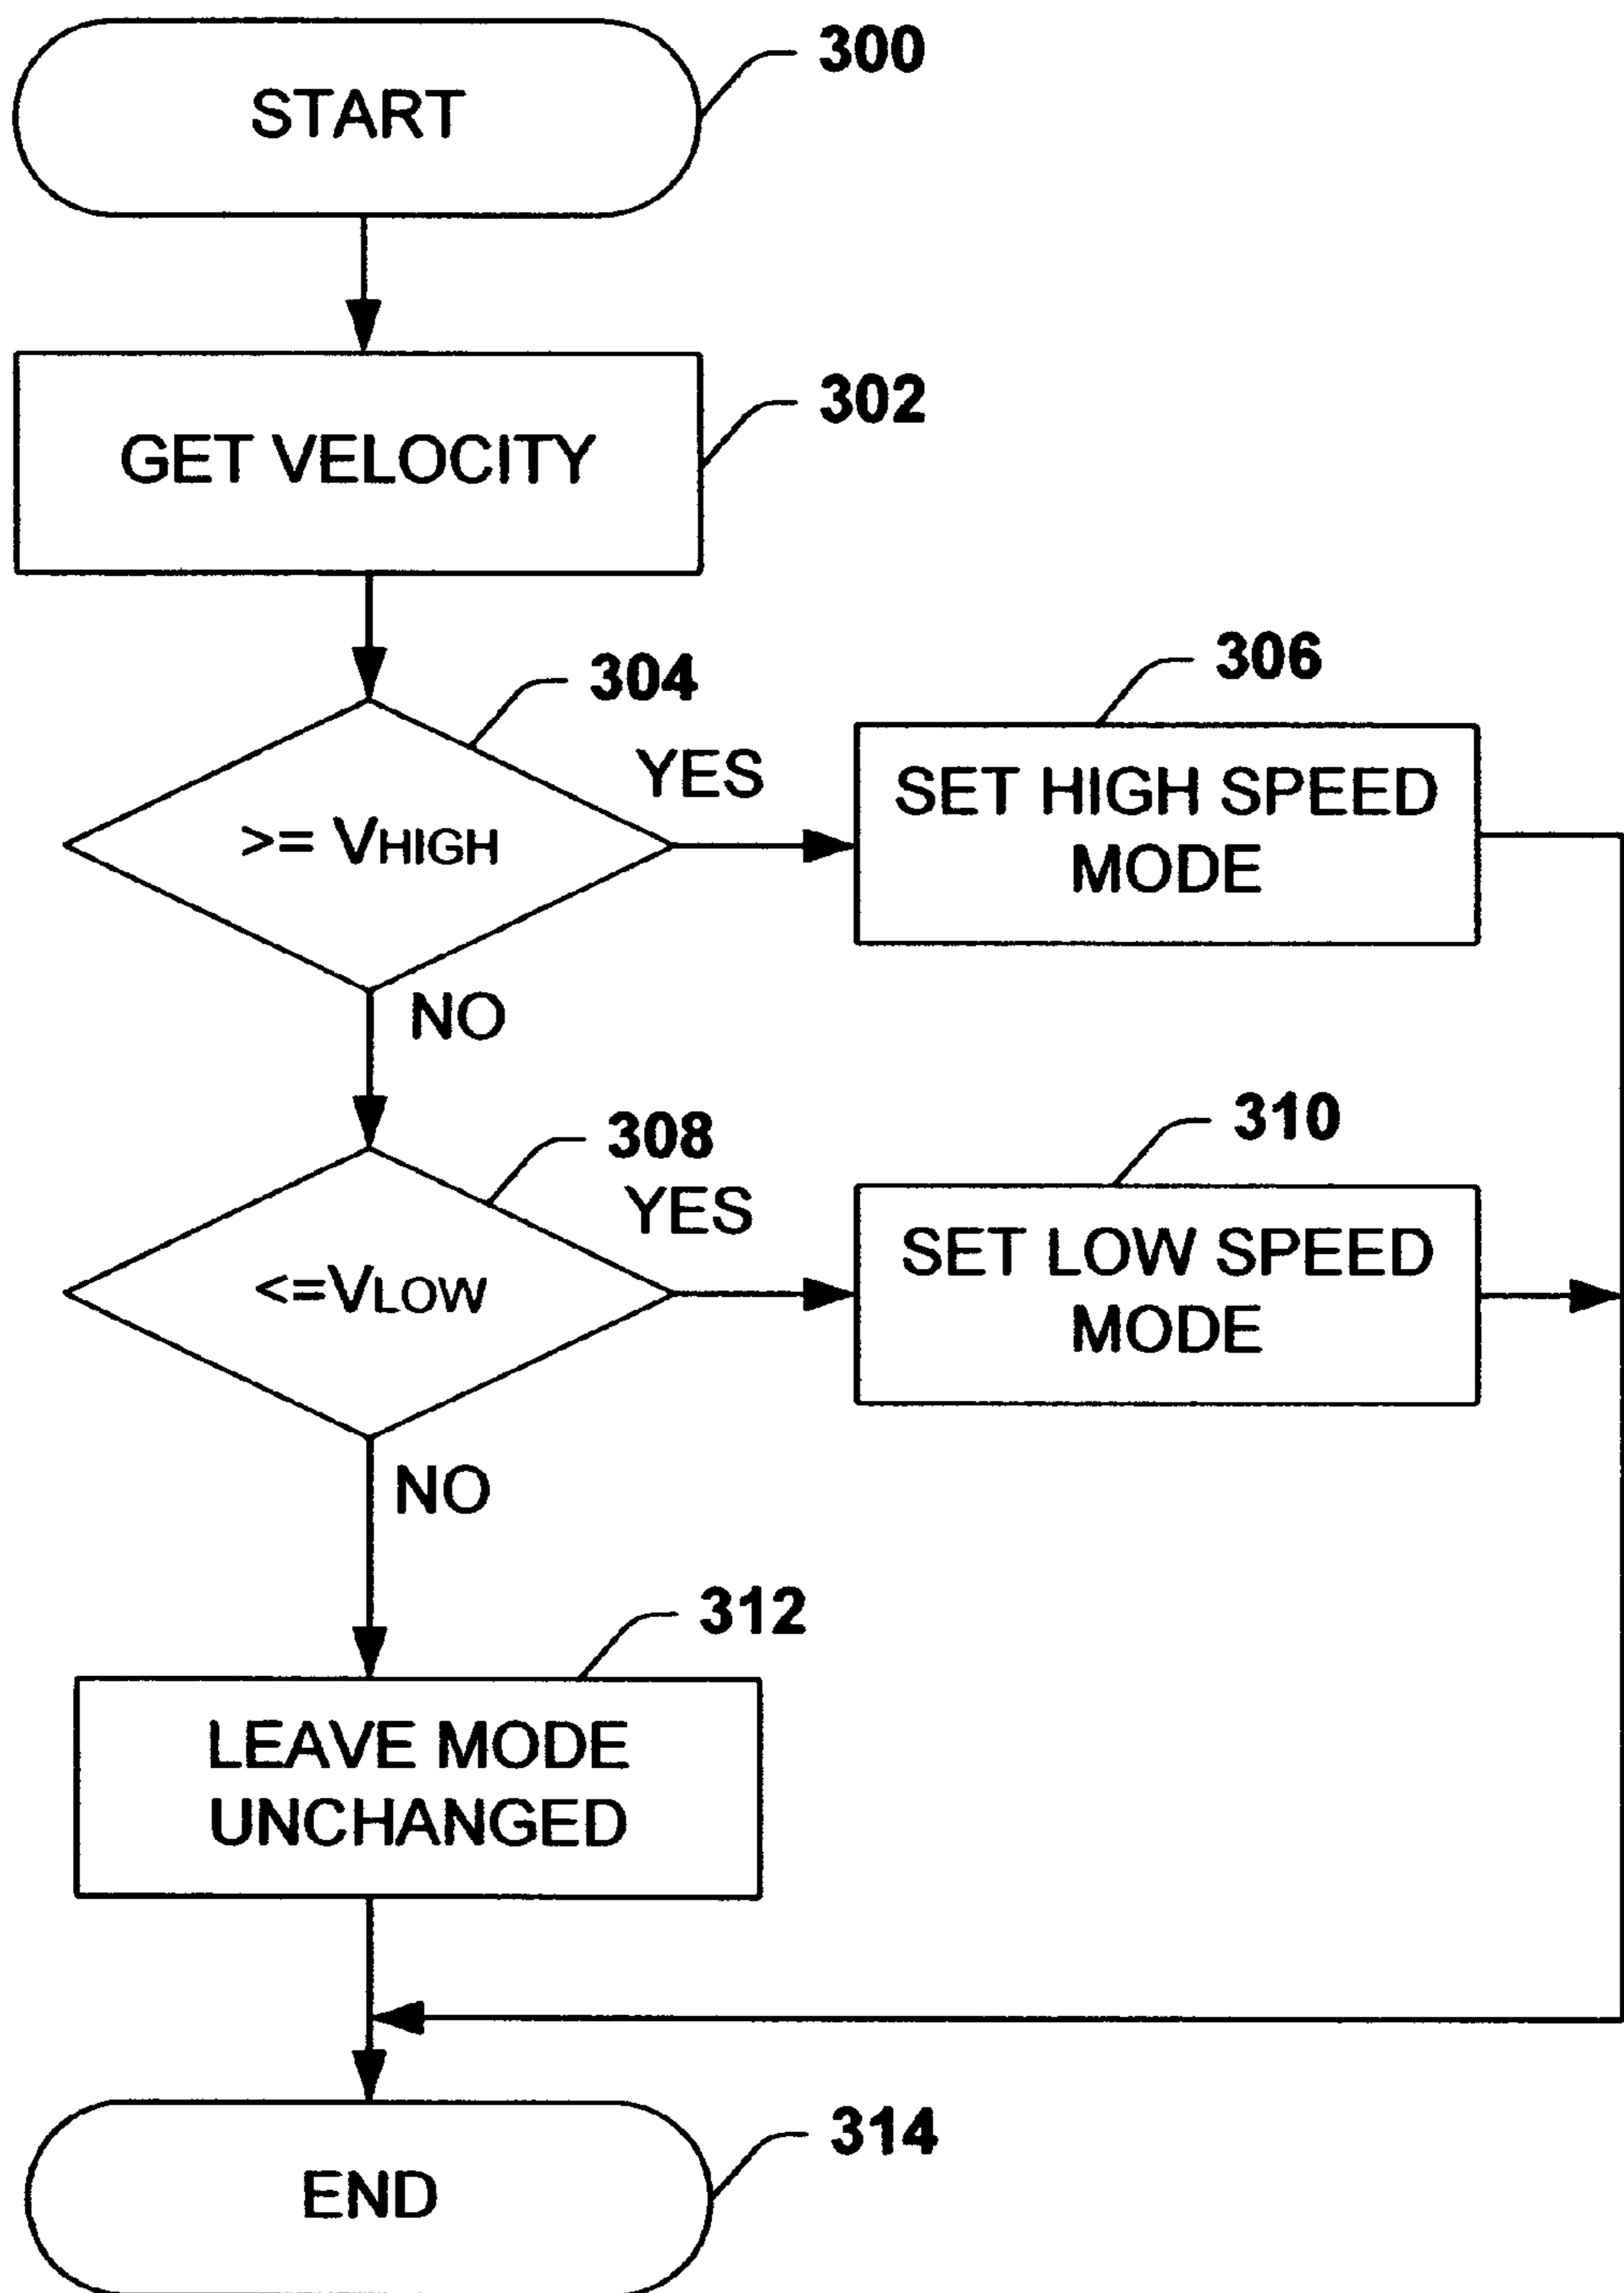 START
300
GET VELOCITY
302
304
>= VHIGH
YES
306
SET HIGH SPEED
MODE
NO
308
<=VLOW
YES
310
SET LOW SPEED
MODE
NO
312
LEAVE MODE
UNCHANGED
END
314